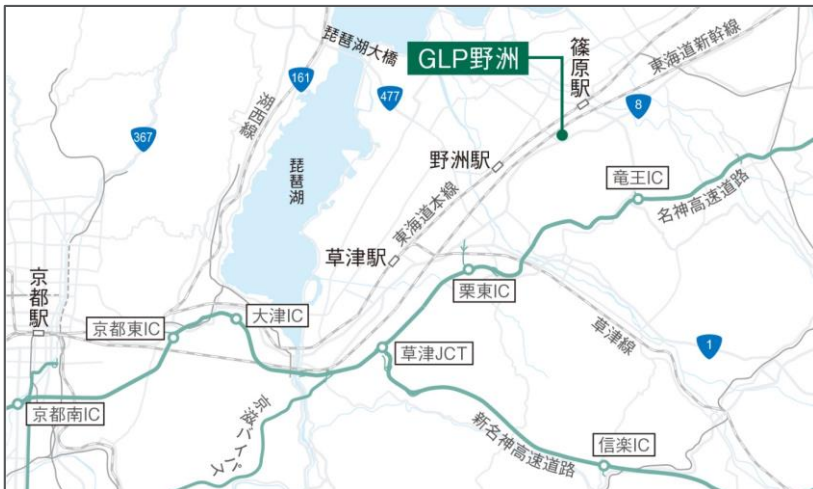 琵琶湖大橋
GLP野洲
篠原駅
東海道新幹線
161
477
367
8
湖西線
琵琶湖
野洲駅
竜王IC
名神高速道路
東海道本線
草津駅
栗東IC
京都駅
京都東IC
大津IC
草津JCT
草津線
1
京都南IC
京滋バイパス
新名神高速道路
信楽IC